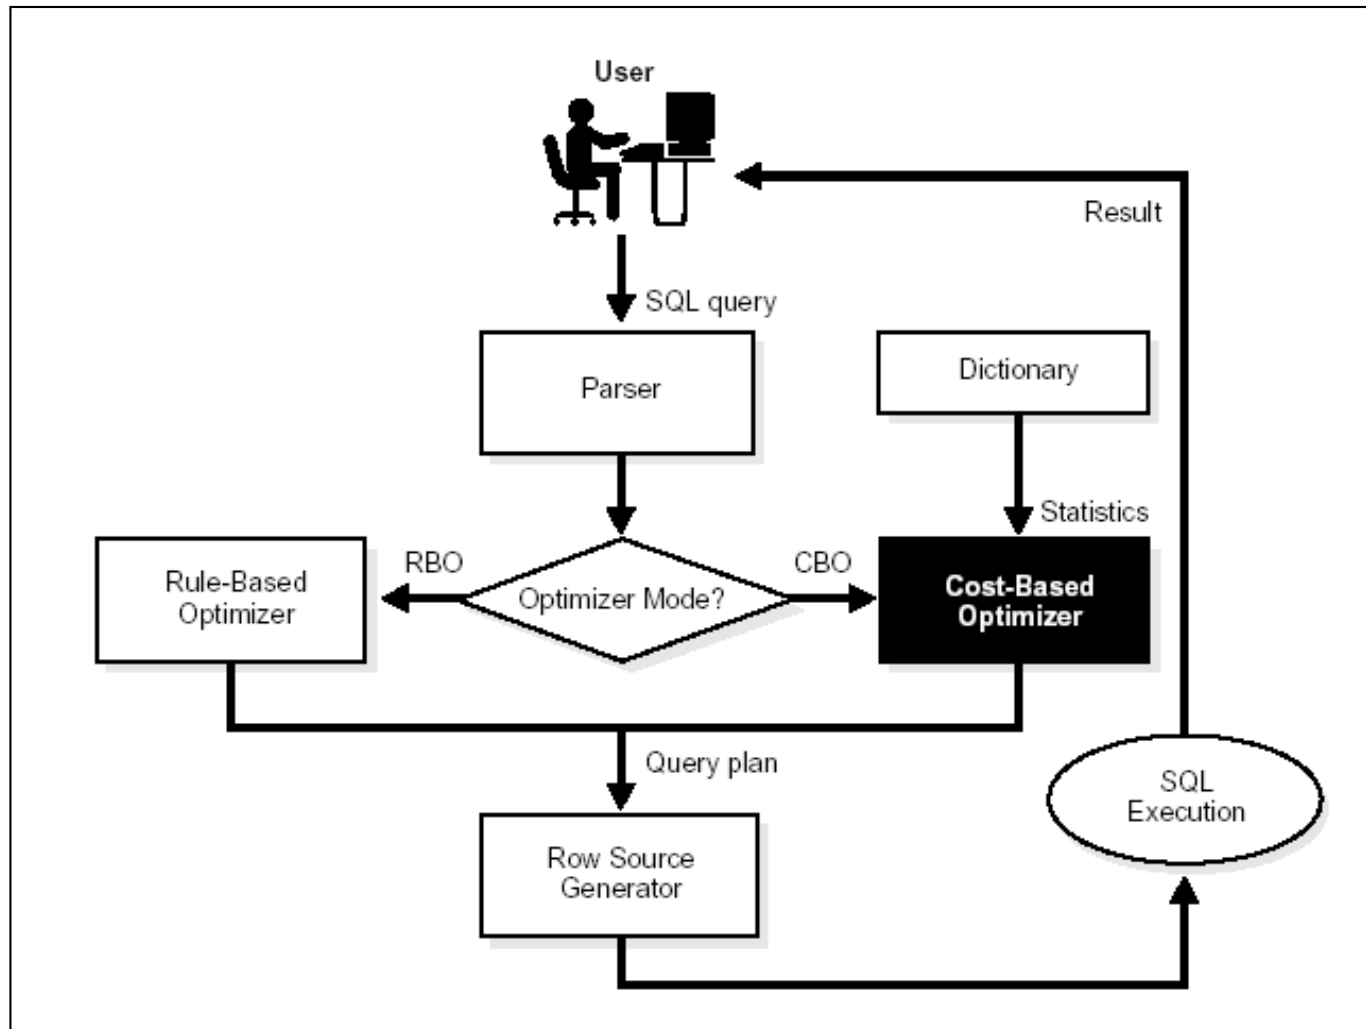 User
Result
SQL query
Parser
Dictionary
Statistics
RBO
CBO
Rule-Based
Optimizer
Optimizer Mode?
Cost-Based
Optimizer
Query plan
SQL
Execution
Row Source
Generator